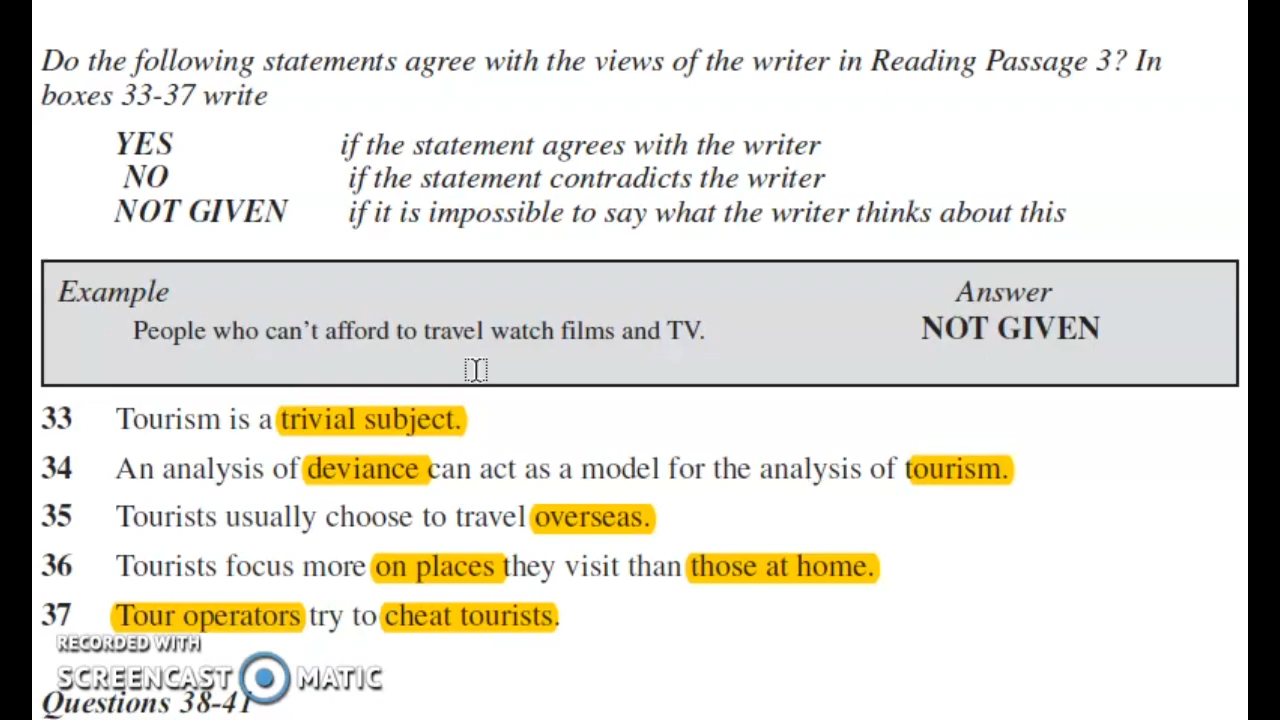 Do the following statements agree with the views of the writer in Reading Passage 3? In
boxes 33-37 write
YES if the statement agrees with the writer
NO if the statement contradicts the writer
NOT GIVEN if it is impossible to say what the writer thinks about this
Example Answer
People who can't afford to travel watch films and TV. NOT GIVEN
33 Tourism is a trivial subject.
34 An analysis of deviance can act as a model for the analysis of tourism.
35 Tourists usually choose to travel overseas.
36 Tourists focus more on places they visit than those at home.
37 Tour operators try to cheat tourists.
RECORDED WITH
SCREENCAST MATIC
Questions 38-41